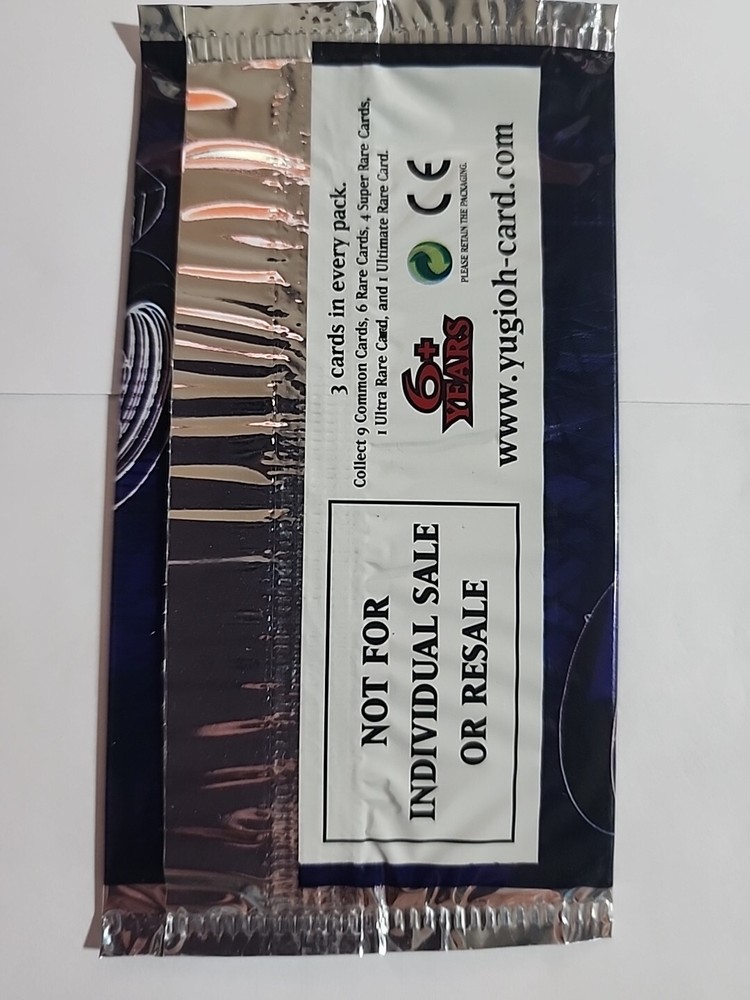 3 cards in every pack.
Collect 9 Common Cards, 6 Rare Cards, 4 Super Rare Cards,
1 Ultra Rare Card, and 1 Ultimate Rare Card.
6+
YEARS
CE
PLEASE RETAIN THE PACKAGING.
www.yugioh-card.com
NOT FOR
INDIVIDUAL SALE
OR RESALE